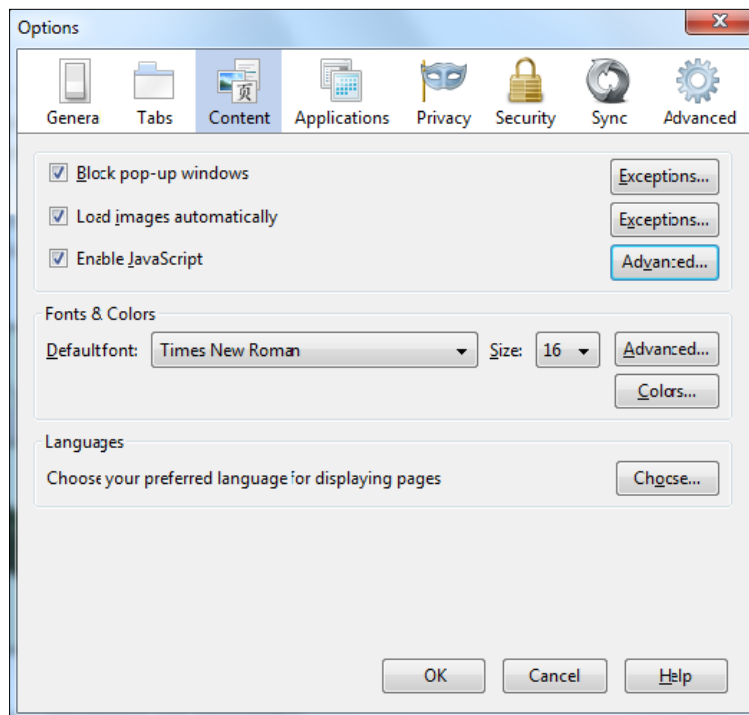 Options
Genera Tabs Content Applications Privacy Security Sync Advanced
页
Block pop-up windows Exceptions...
Load images automatically Exceptions...
Enable JavaScript Advanced...
Fonts & Colors
Default font: Times New Roman Size: 16 Advanced...
Colors...
Languages
Choose your preferred language for displaying pages Choose...
OK Cancel Help